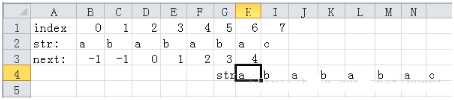 A B C D E F G H I J K L M N
1 index 0 1 2 3 4 5 6 7
2 str: a b a b a b a c
3 next: -1 -1 0 1 2 3 4
4 str a b a b a b a c
5